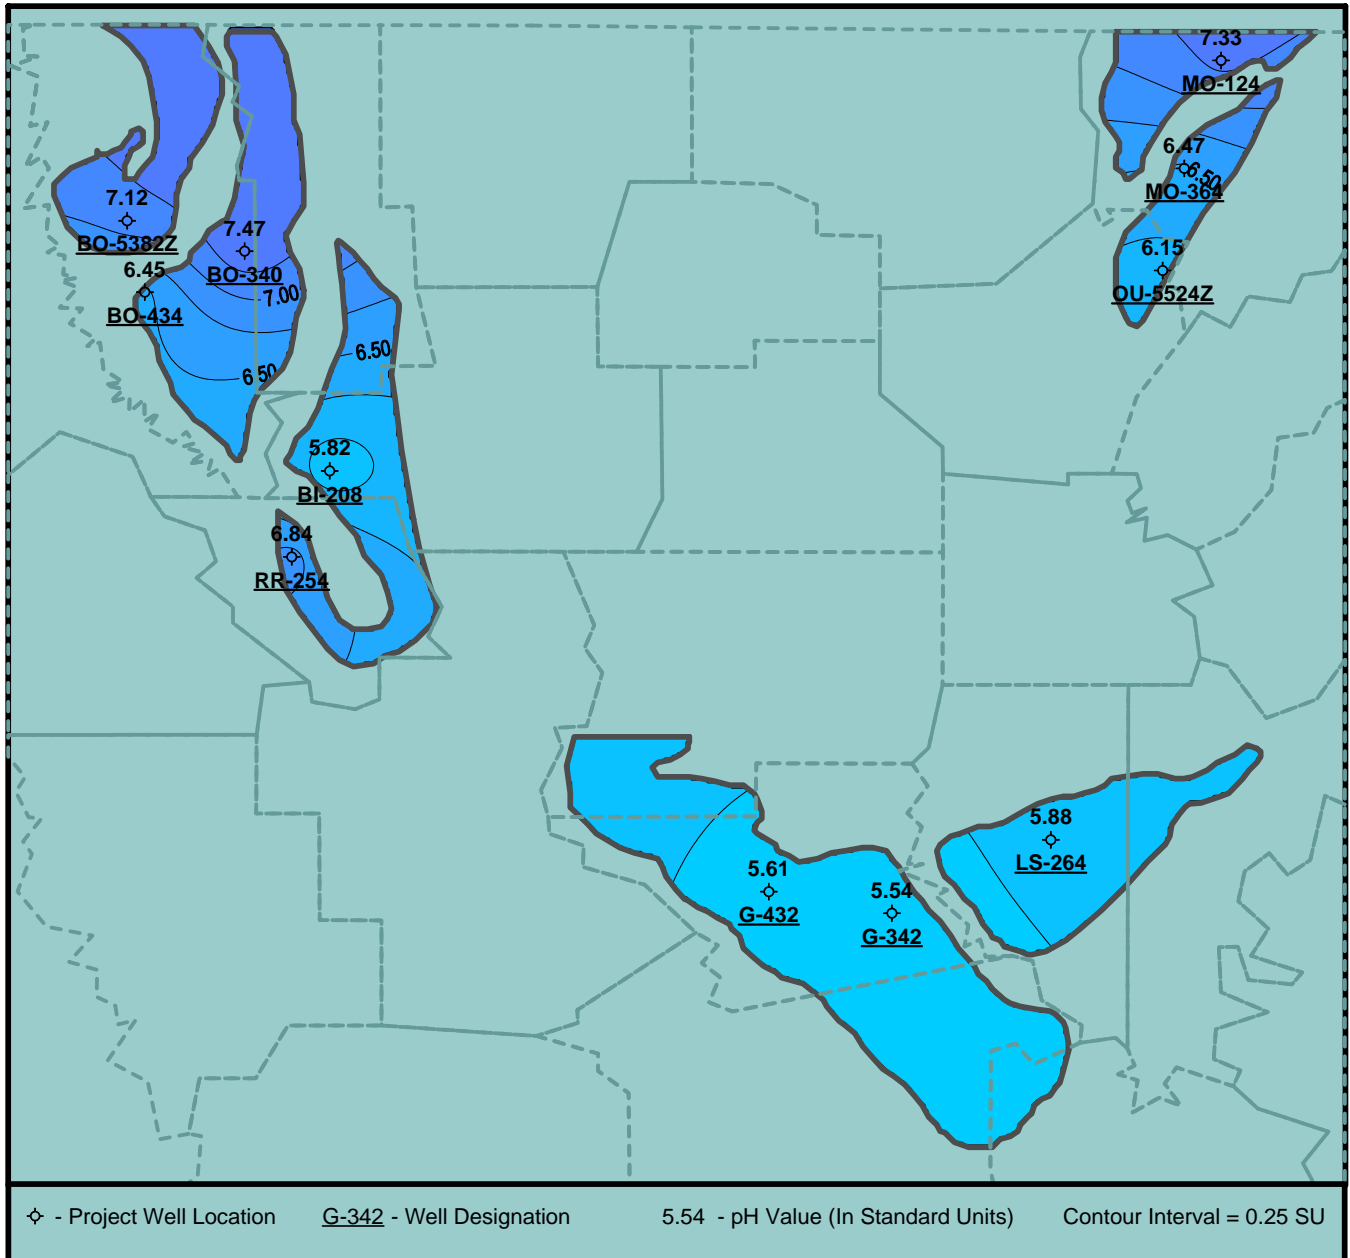 7.33
MO-124
6.47
6.50
MO-364
7.12
BO-5382Z
7.47
BO-340
6.15
OU-5524Z
6.45
BO-434
7.00
6.50
6 50
5.82
BI-208
6.84
RR-254
5.88
LS-264
5.61
G-432
5.54
G-342
- Project Well Location G-342 - Well Designation 5.54 - pH Value (In Standard Units) Contour Interval = 0.25 SU